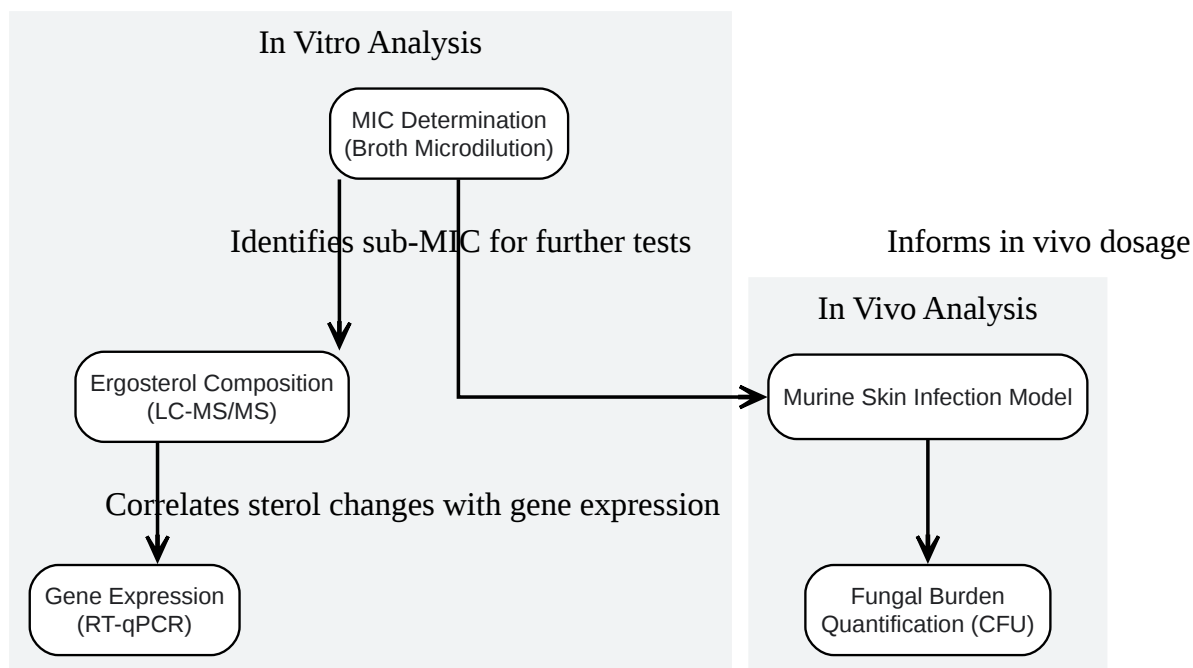 In Vitro Analysis
MIC Determination
(Broth Microdilution)
Identifies sub-MIC for further tests
Informs in vivo dosage
In Vivo Analysis
Ergosterol Composition
(LC-MS/MS)
Murine Skin Infection Model
Correlates sterol changes with gene expression
Gene Expression
(RT-qPCR)
Fungal Burden
Quantification (CFU)